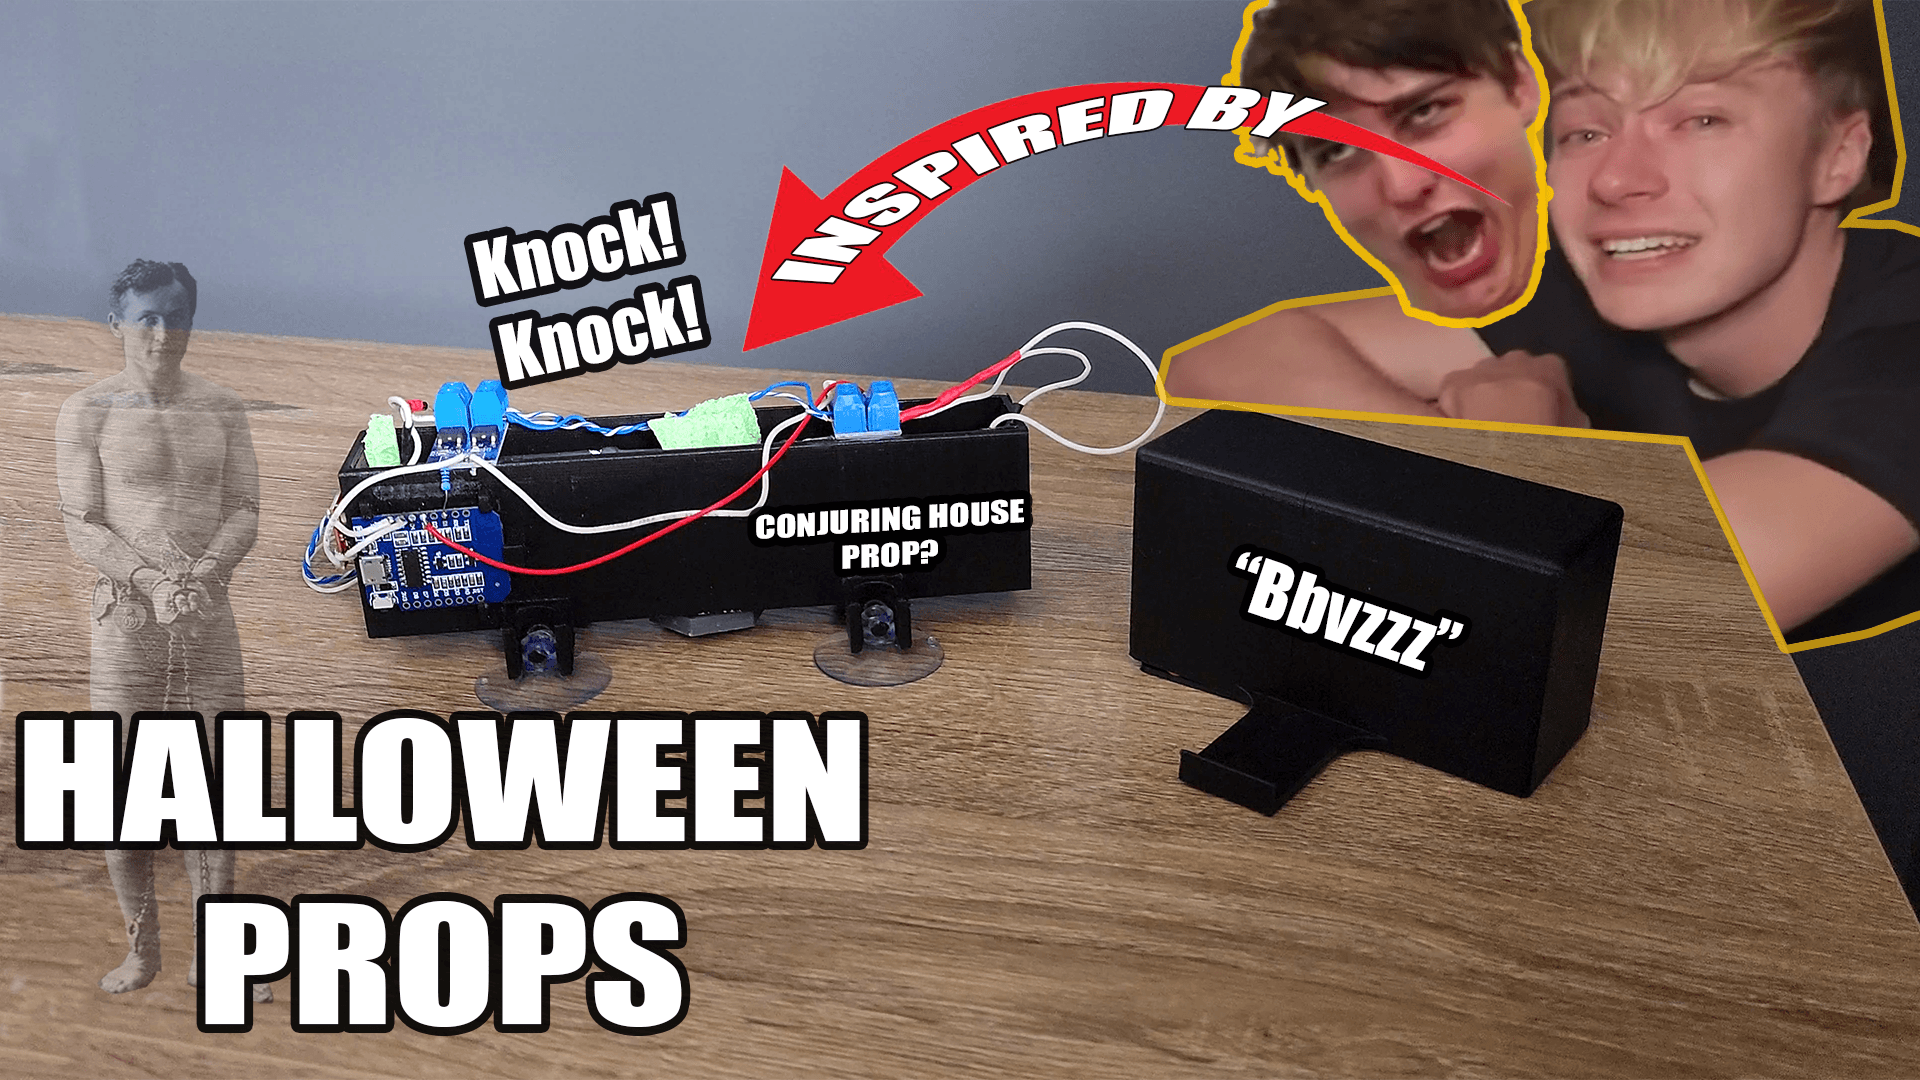 INSPIRED BY
Knock!
Knock!
CONJURING HOUSE
PROP?
“Bbvzzz”
HALLOWEEN
PROPS